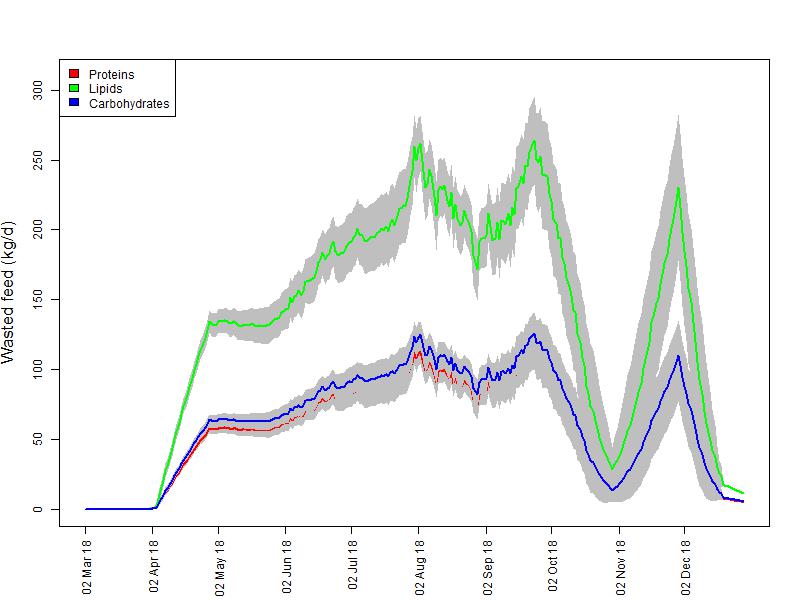 Proteins
Lipids
Carbohydrates
Wasted feed (kg/d)
300
250
200
150
100
50
0
02 Mar 18
02 Apr 18
02 May 18
02 Jun 18
02 Jul 18
02 Aug 18
02 Sep 18
02 Oct 18
02 Nov 18
02 Dec 18